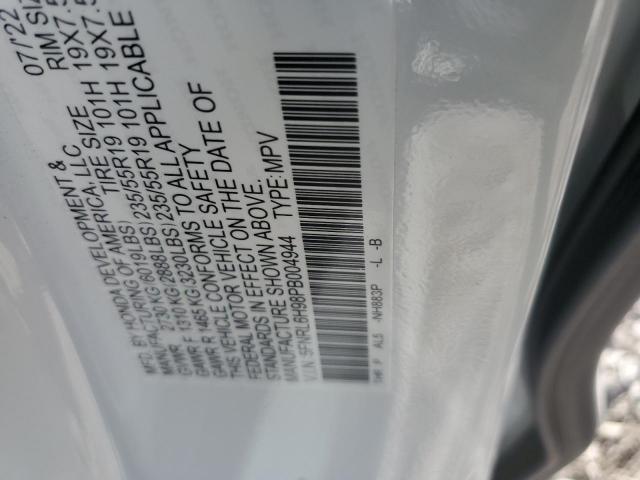 MFD. BY HONDA DEVELOPMENT &
MANUFACTURING OF AMERICA, LLC 07/'22
GVWR 2730 KG (6019LBS) TIRE SIZE RIM SIZE
GAWR F 1310 KG (2888LBS) 235/55R19 101H 19X7.5
GAWR R 1465 KG (3230LBS) 235/55R19 101H 19X7.5
THIS VEHICLE CONFORMS TO ALL APPLICABLE
FEDERAL MOTOR VEHICLE SAFETY
STANDARDS IN EFFECT ON THE DATE OF
MANUFACTURE SHOWN ABOVE.
V.I.N: 5FNRL6H98PB004944 TYPE: MPV
NH883P -L -B